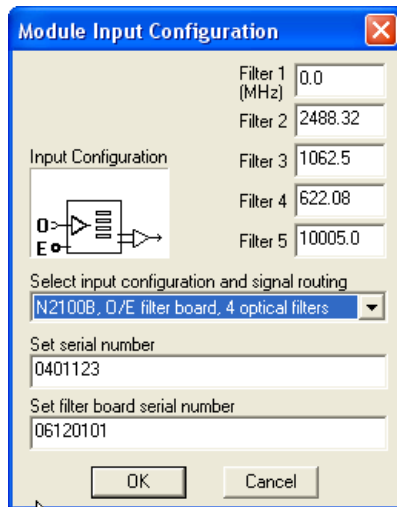 Module Input Configuration
Filter 1 0.0
(MHz)
Filter 2 2488.32
Input Configuration
Filter 3 1062.5
Filter 4 622.08
O
E
Filter 5 10005.0
Select input configuration and signal routing
N2100B, O/E filter board, 4 optical filters
Set serial number
0401123
Set filter board serial number
06120101
OK Cancel